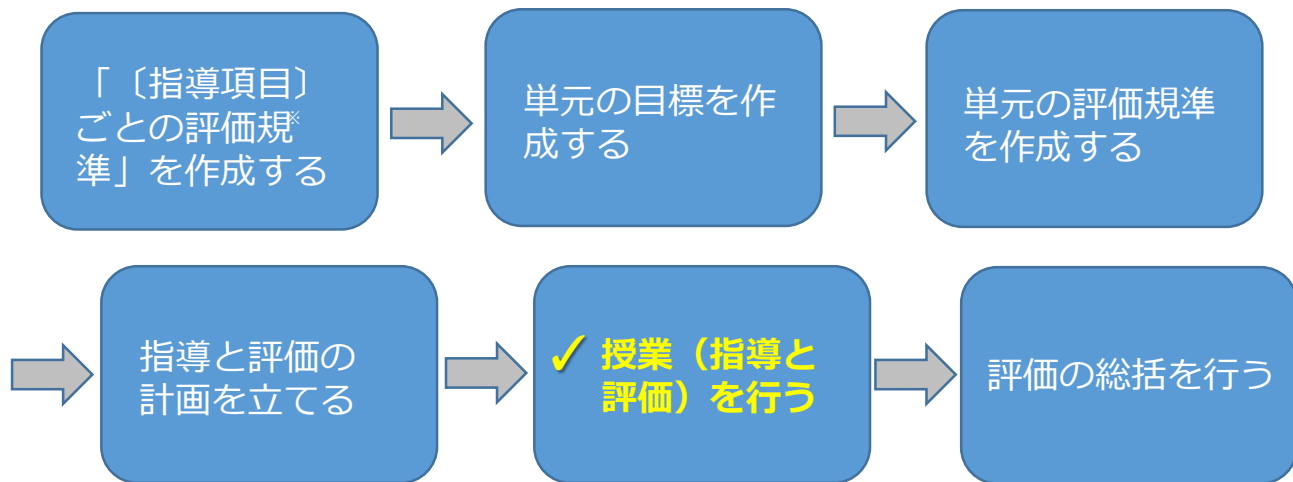 「〔指導項目〕
ごとの評価規※
準」を作成する
単元の目標を作
成する
単元の評価規準
を作成する
指導と評価の
計画を立てる
✓ 授業（指導と
評価）を行う
評価の総括を行う